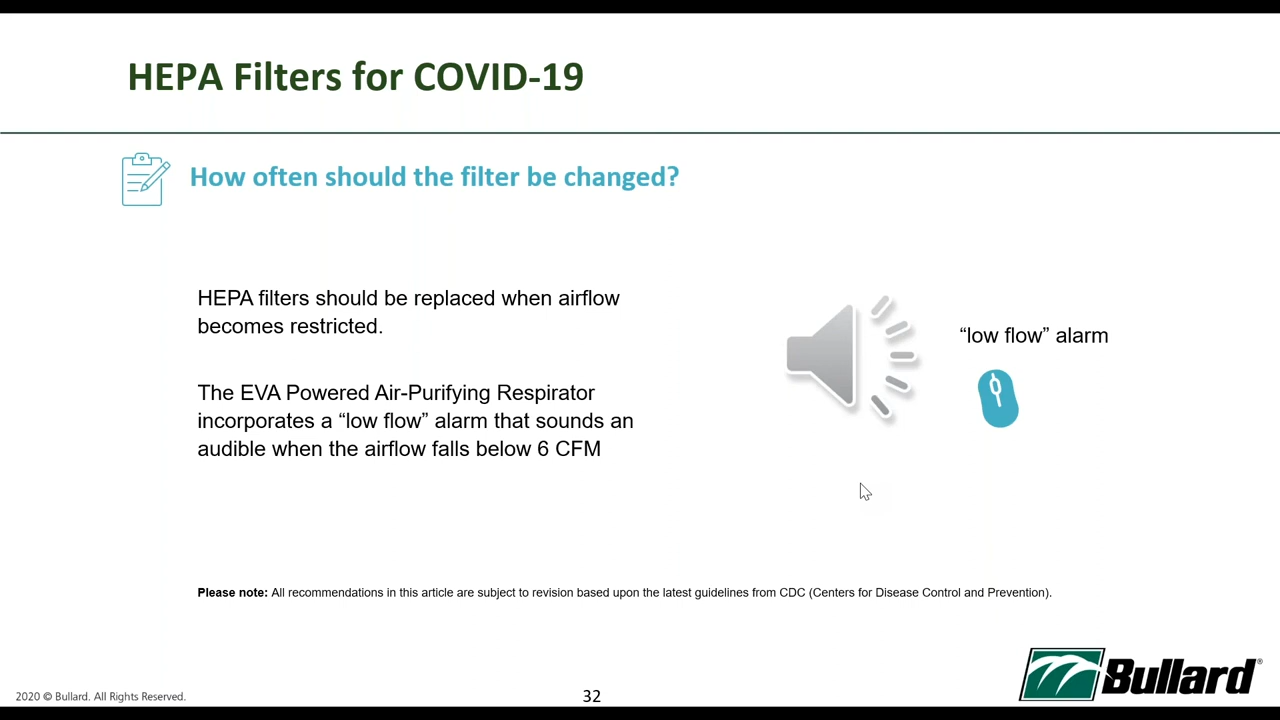 HEPA Filters for COVID-19
How often should the filter be changed?
HEPA filters should be replaced when airflow
becomes restricted.
The EVA Powered Air-Purifying Respirator
incorporates a “low flow” alarm that sounds an
audible when the airflow falls below 6 CFM
“low flow” alarm
Please note: All recommendations in this article are subject to revision based upon the latest guidelines from CDC (Centers for Disease Control and Prevention).
2020 © Bullard. All Rights Reserved.
32
Bullard®